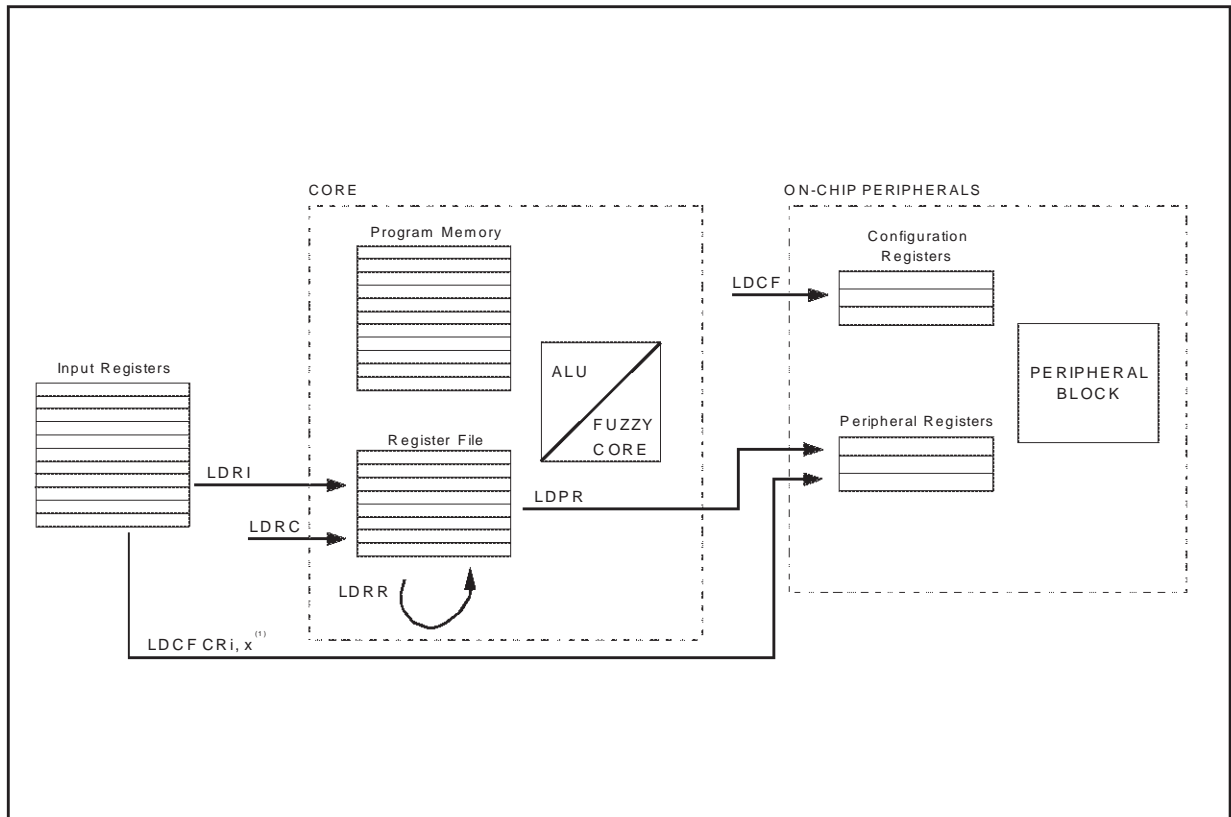 CORE
ON-CHIP PERIPHERALS
Program Memory
Configuration
Registers
LDCF
Input Registers
ALU
FUZZY
CORE
PERIPHERAL
BLOCK
Register File
Peripheral Registers
LDRI
LDPR
LDRC
LDRR
LDCF CRi, x (1)